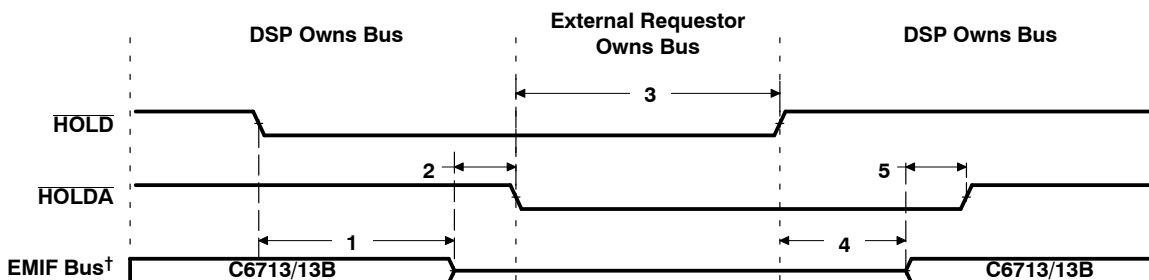 DSP Owns Bus
External Requestor
Owns Bus
DSP Owns Bus
HOLD
3
HOLDA
2
5
EMIF Bus†
1
4
C6713/13B
C6713/13B